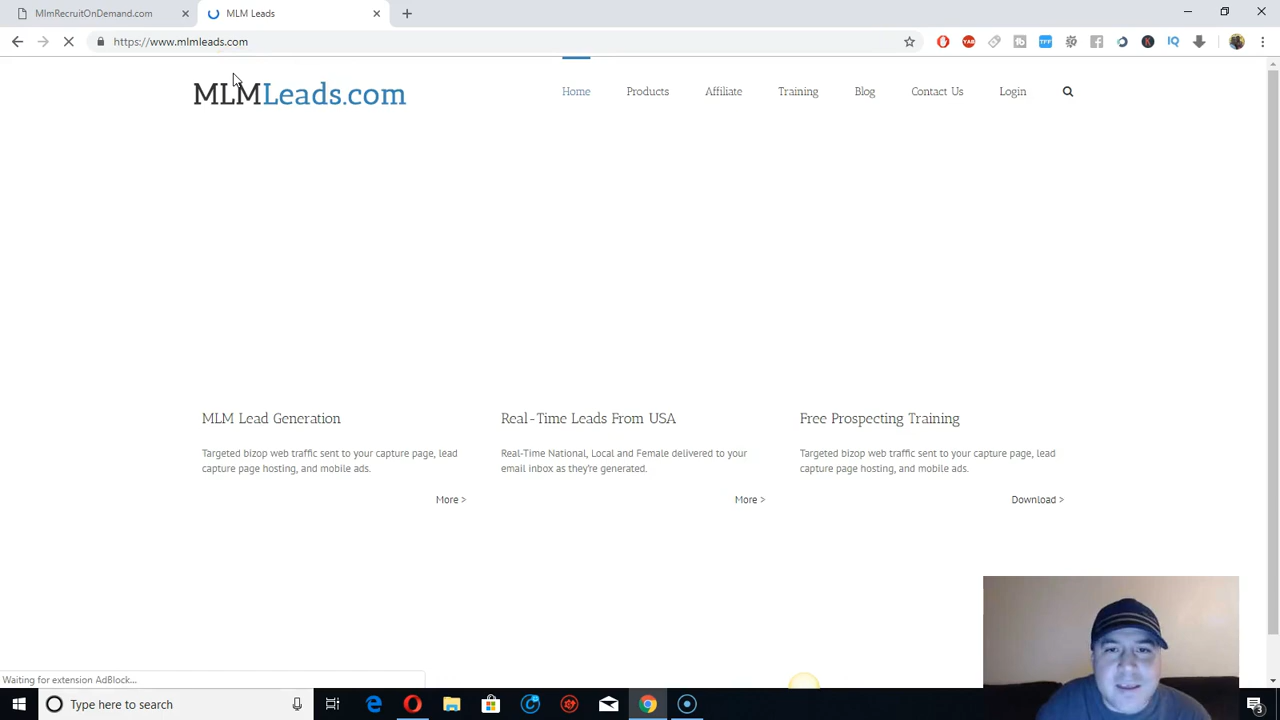 MlmRecruitOnDemand.com
MLM Leads
https://www.mlmleads.com
MLMLeads.com
Home
Products
Affiliate
Training
Blog
Contact Us
Login
MLM Lead Generation
Targeted bizop web traffic sent to your capture page, lead
capture page hosting, and mobile ads.
More >
Real-Time Leads From USA
Real-Time National, Local and Female delivered to your
email inbox as they're generated.
More >
Free Prospecting Training
Targeted bizop web traffic sent to your capture page, lead
capture page hosting, and mobile ads.
Download >
Waiting for extension AdBlock...
Type here to search